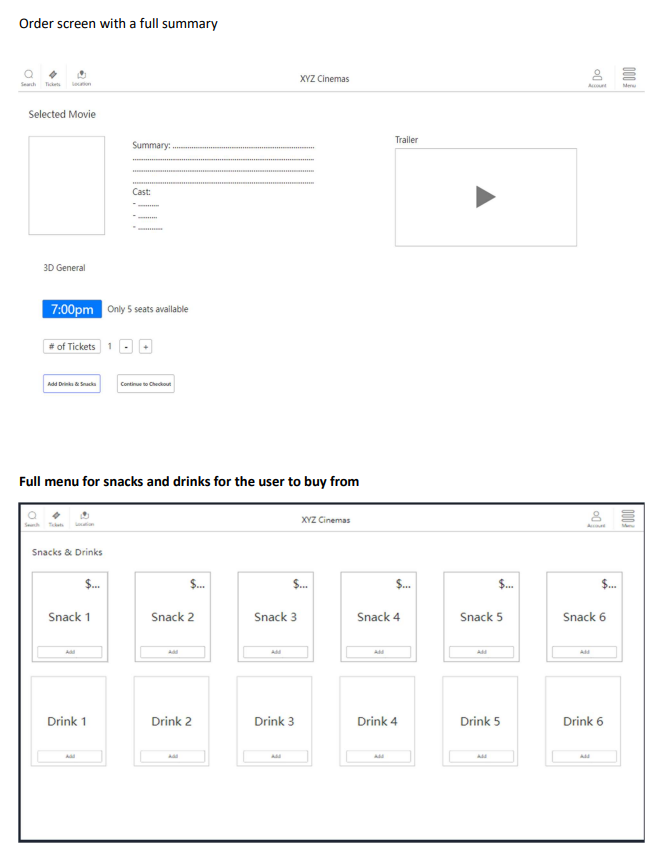 Order screen with a full summary
Search Tickets Location XYZ Cinemas Account Menu
Selected Movie
Summary: ........................................................
Trailer
................................................................
................................................................
................................................................
Cast:
- ..........
- .........
- ............
3D General
7:00pm Only 5 seats available
# of Tickets 1 - +
Add Drinks & Snacks Continue to Checkout
Full menu for snacks and drinks for the user to buy from
Search Tickets Location XYZ Cinemas Account Menu
Snacks & Drinks
$... $... $... $... $... $...
Snack 1 Snack 2 Snack 3 Snack 4 Snack 5 Snack 6
Add Add Add Add Add Add
Drink 1 Drink 2 Drink 3 Drink 4 Drink 5 Drink 6
Add Add Add Add Add Add